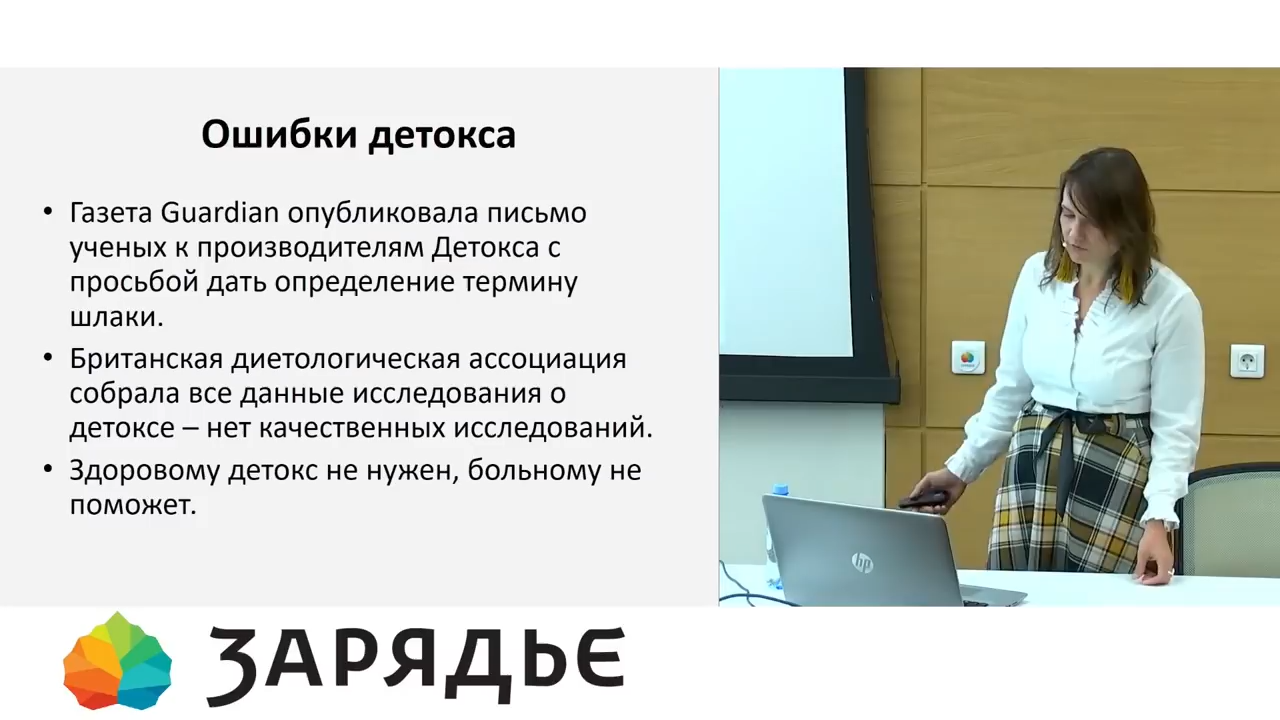 Ошибки детокса
• Газета Guardian опубликовала письмо
ученых к производителям Детокса с
просьбой дать определение термину
шлаки.
• Британская диетологическая ассоциация
собрала все данные исследования о
детоксе – нет качественных исследований.
• Здоровому детокс не нужен, больному не
поможет.
hp
ЗАРЯДЬЕ